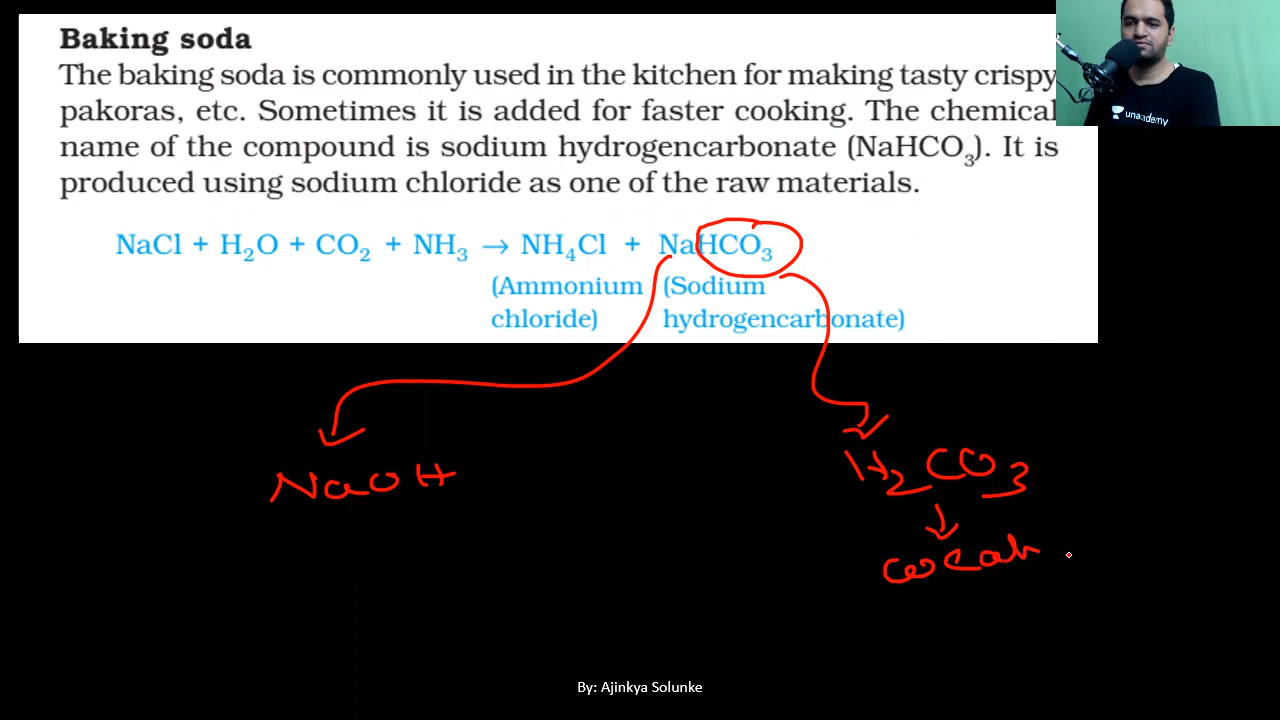 Baking soda
The baking soda is commonly used in the kitchen for making tasty crispy
pakoras, etc. Sometimes it is added for faster cooking. The chemical
name of the compound is sodium hydrogencarbonate (NaHCO₃). It is
produced using sodium chloride as one of the raw materials.
NaCl + H₂O + CO₂ + NH₃ → NH₄Cl + NaHCO₃
(Ammonium (Sodium
chloride) hydrogencarbonate)
unacademy
NaOH
H₂CO₃
By: Ajinkya Solunke